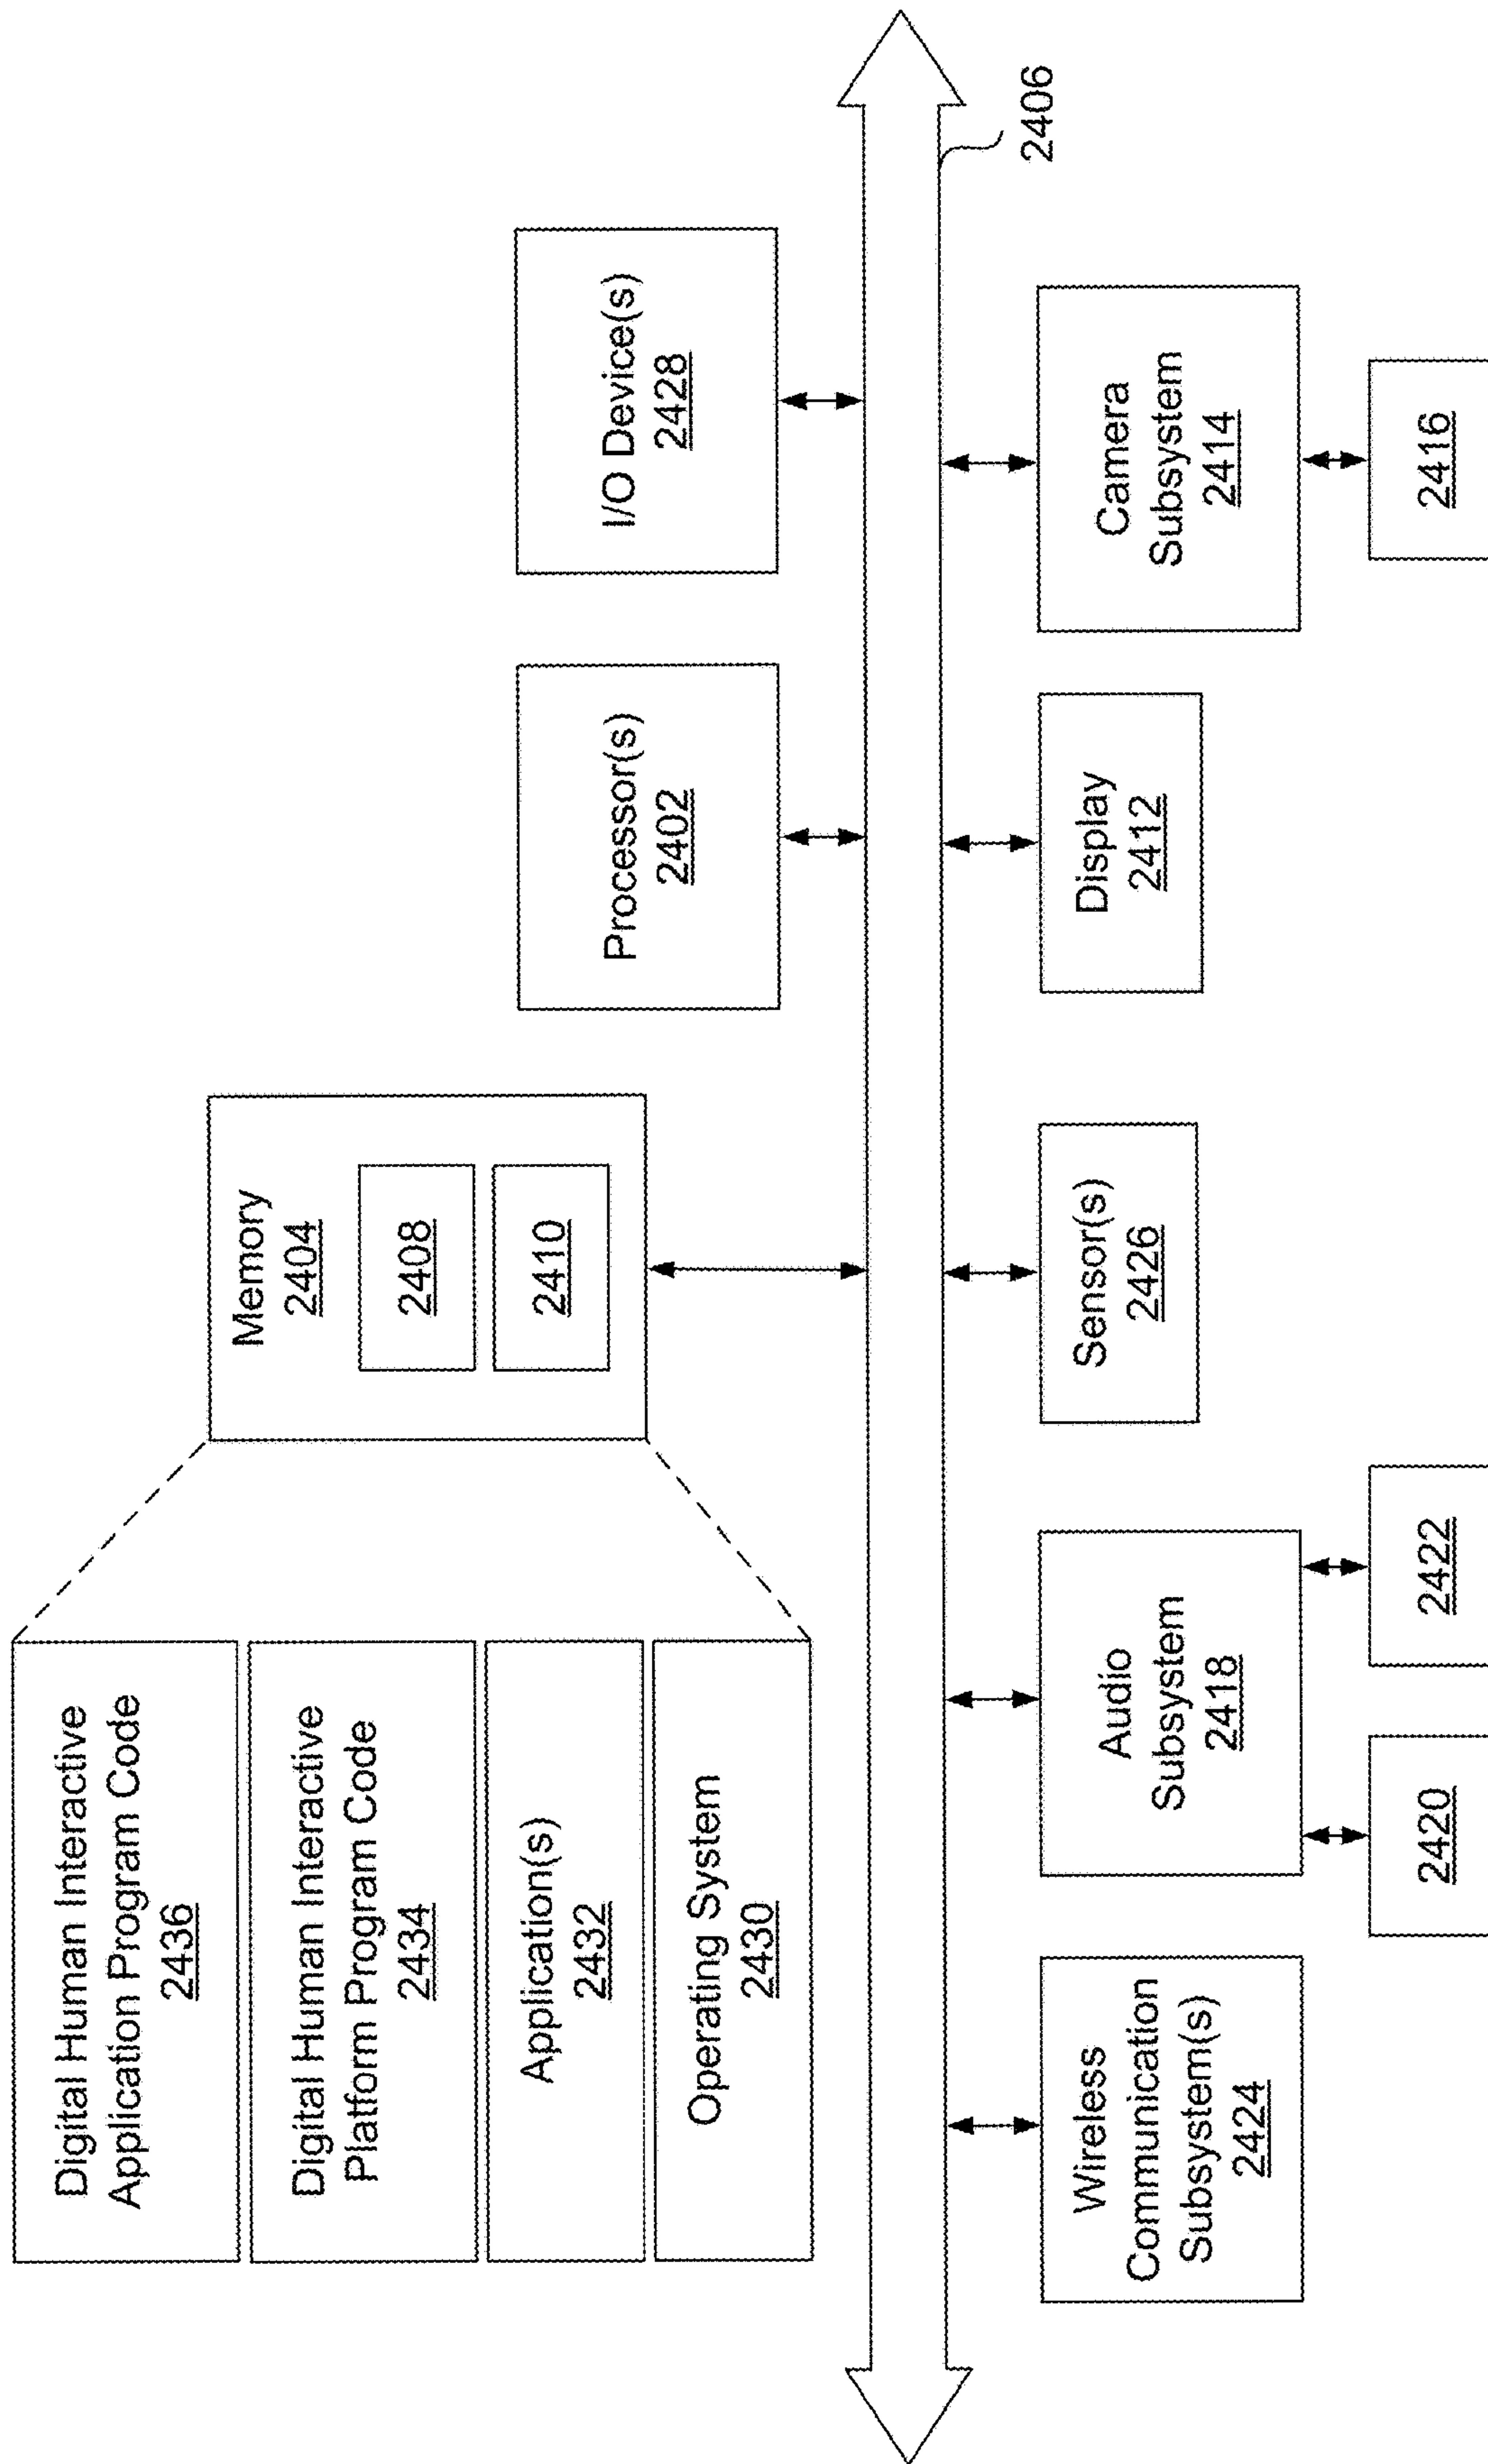 Digital Human Interactive
Application Program Code
2436
Digital Human Interactive
Platform Program Code
2434
Application(s)
2432
Operating System
2430
Memory
2404
2408
2410
Processor(s)
2402
I/O Device(s)
2428
2406
Wireless
Communication
Subsystem(s)
2424
Audio
Subsystem
2418
2420
2422
Sensor(s)
2426
Display
2412
Camera
Subsystem
2414
2416